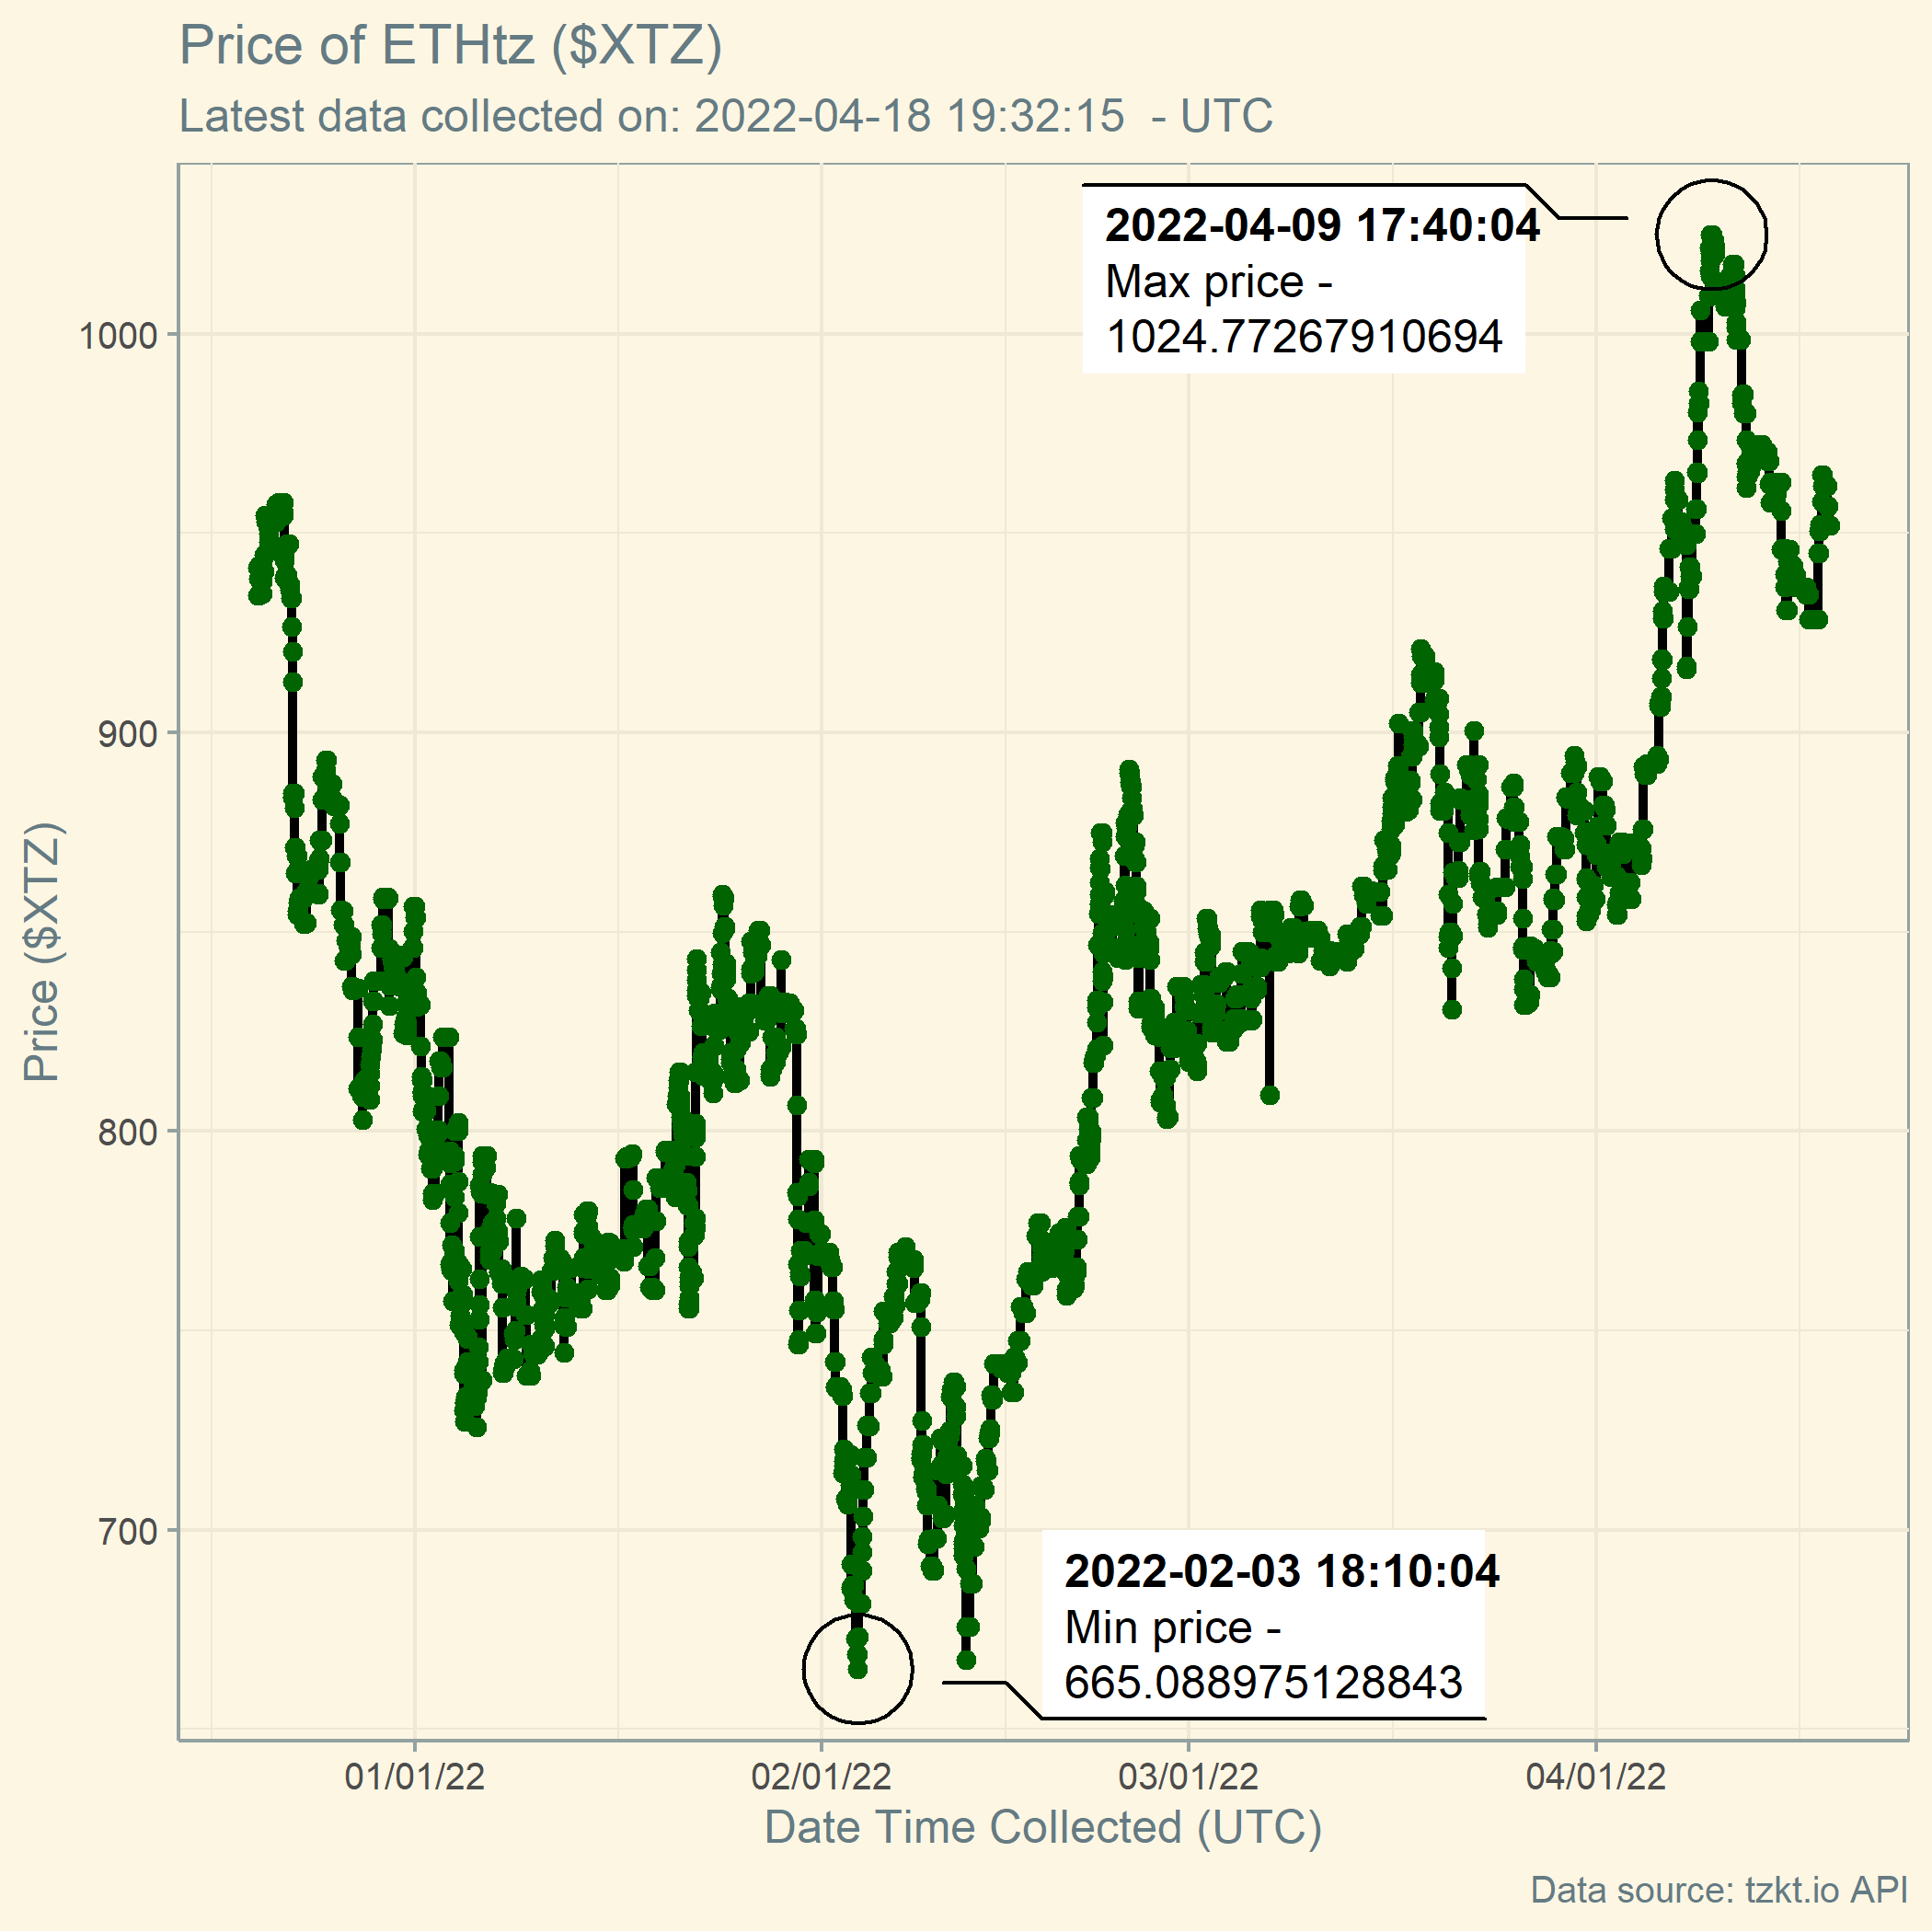 Price of ETHtz ($XTZ)
Latest data collected on: 2022-04-18 19:32:15  - UTC
2022-04-09 17:40:04
Max price -
1024.77267910694
1000
900
800
700
Price ($XTZ)
2022-02-03 18:10:04
Min price -
665.088975128843
01/01/22
02/01/22
03/01/22
04/01/22
Date Time Collected (UTC)
Data source: tzkt.io API